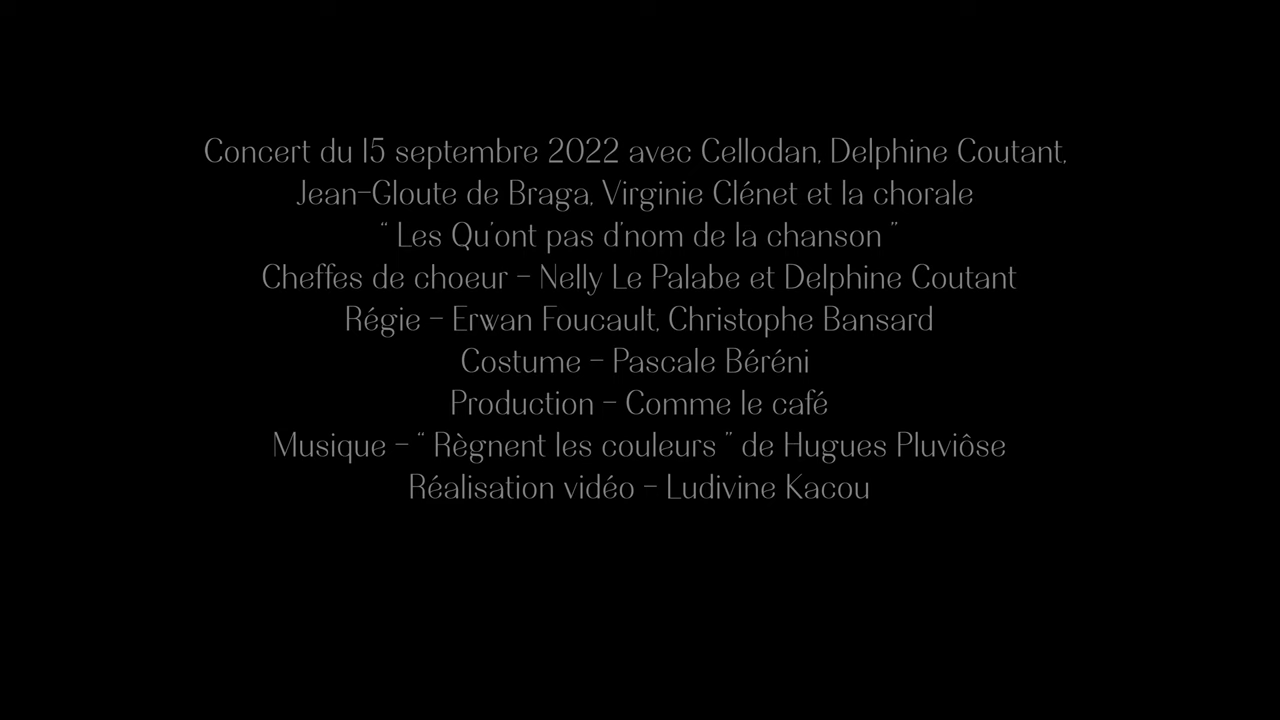 Concert du 15 septembre 2022 avec Cellodan, Delphine Coutant,
Jean-Gloute de Braga, Virginie Clénet et la chorale
“ Les Qu'ont pas d'nom de la chanson ”
Cheffes de choeur - Nelly Le Palabe et Delphine Coutant
Régie - Erwan Foucault, Christophe Bansard
Costume - Pascale Béréni
Production - Comme le café
Musique - “ Règnent les couleurs ” de Hugues Pluviôse
Réalisation vidéo - Ludivine Kacou